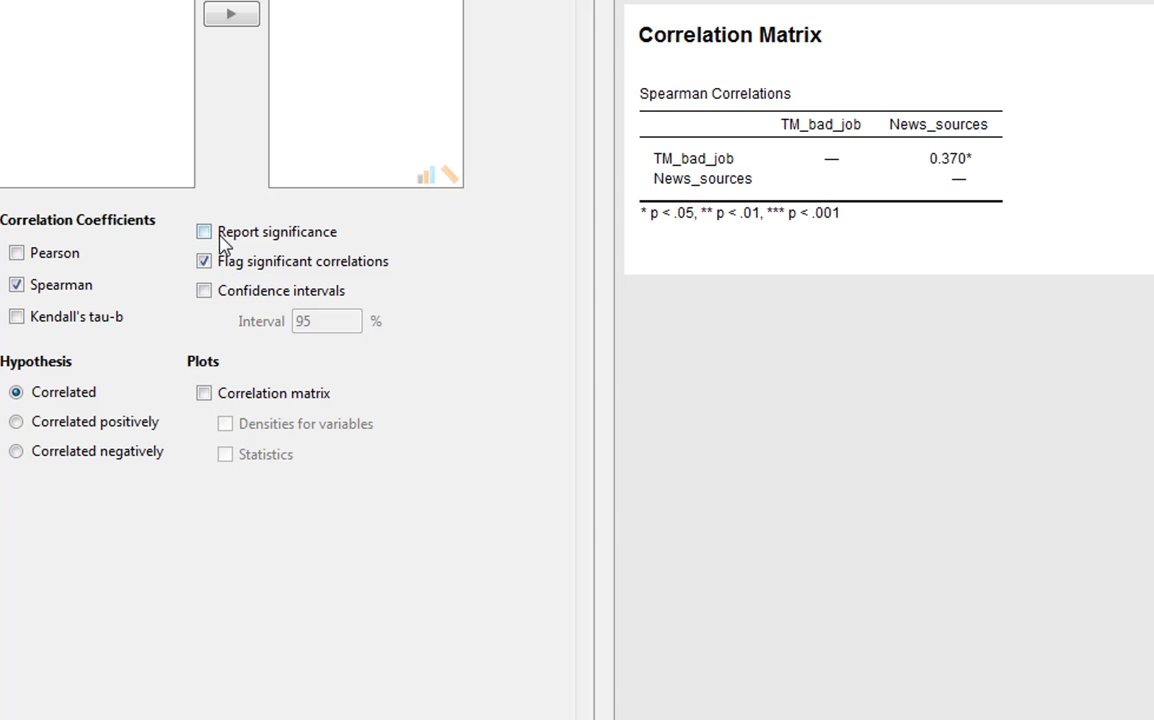 Correlation Coefficients
Pearson
Spearman
Kendall's tau-b
Report significance
Flag significant correlations
Confidence intervals
Interval 95 %
Hypothesis
Correlated
Correlated positively
Correlated negatively
Plots
Correlation matrix
Densities for variables
Statistics
Correlation Matrix
Spearman Correlations
TM_bad_job News_sources
TM_bad_job — 0.370*
News_sources —
* p < .05, ** p < .01, *** p < .001